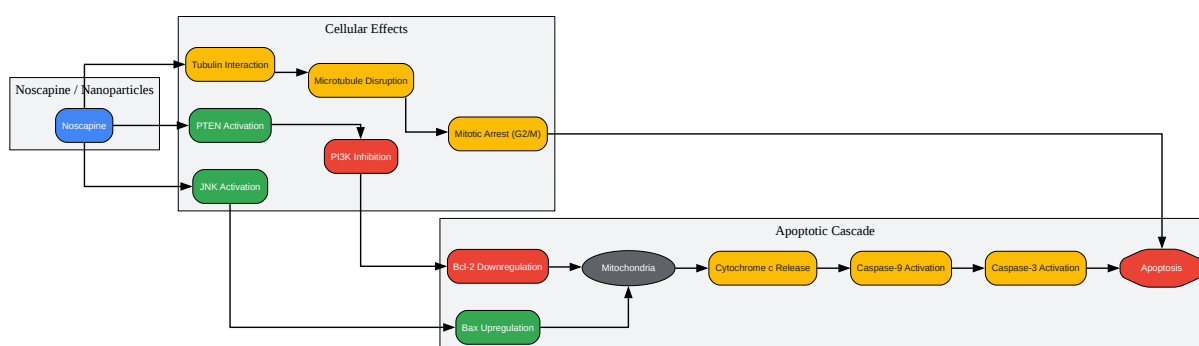 Cellular Effects
Tubulin Interaction
Microtubule Disruption
Noscapine / Nanoparticles
Noscapine
PTEN Activation
Mitotic Arrest (G2/M)
PI3K Inhibition
JNK Activation
Apoptotic Cascade
Bcl-2 Downregulation
Mitochondria
Cytochrome c Release
Caspase-9 Activation
Caspase-3 Activation
Apoptosis
Bax Upregulation